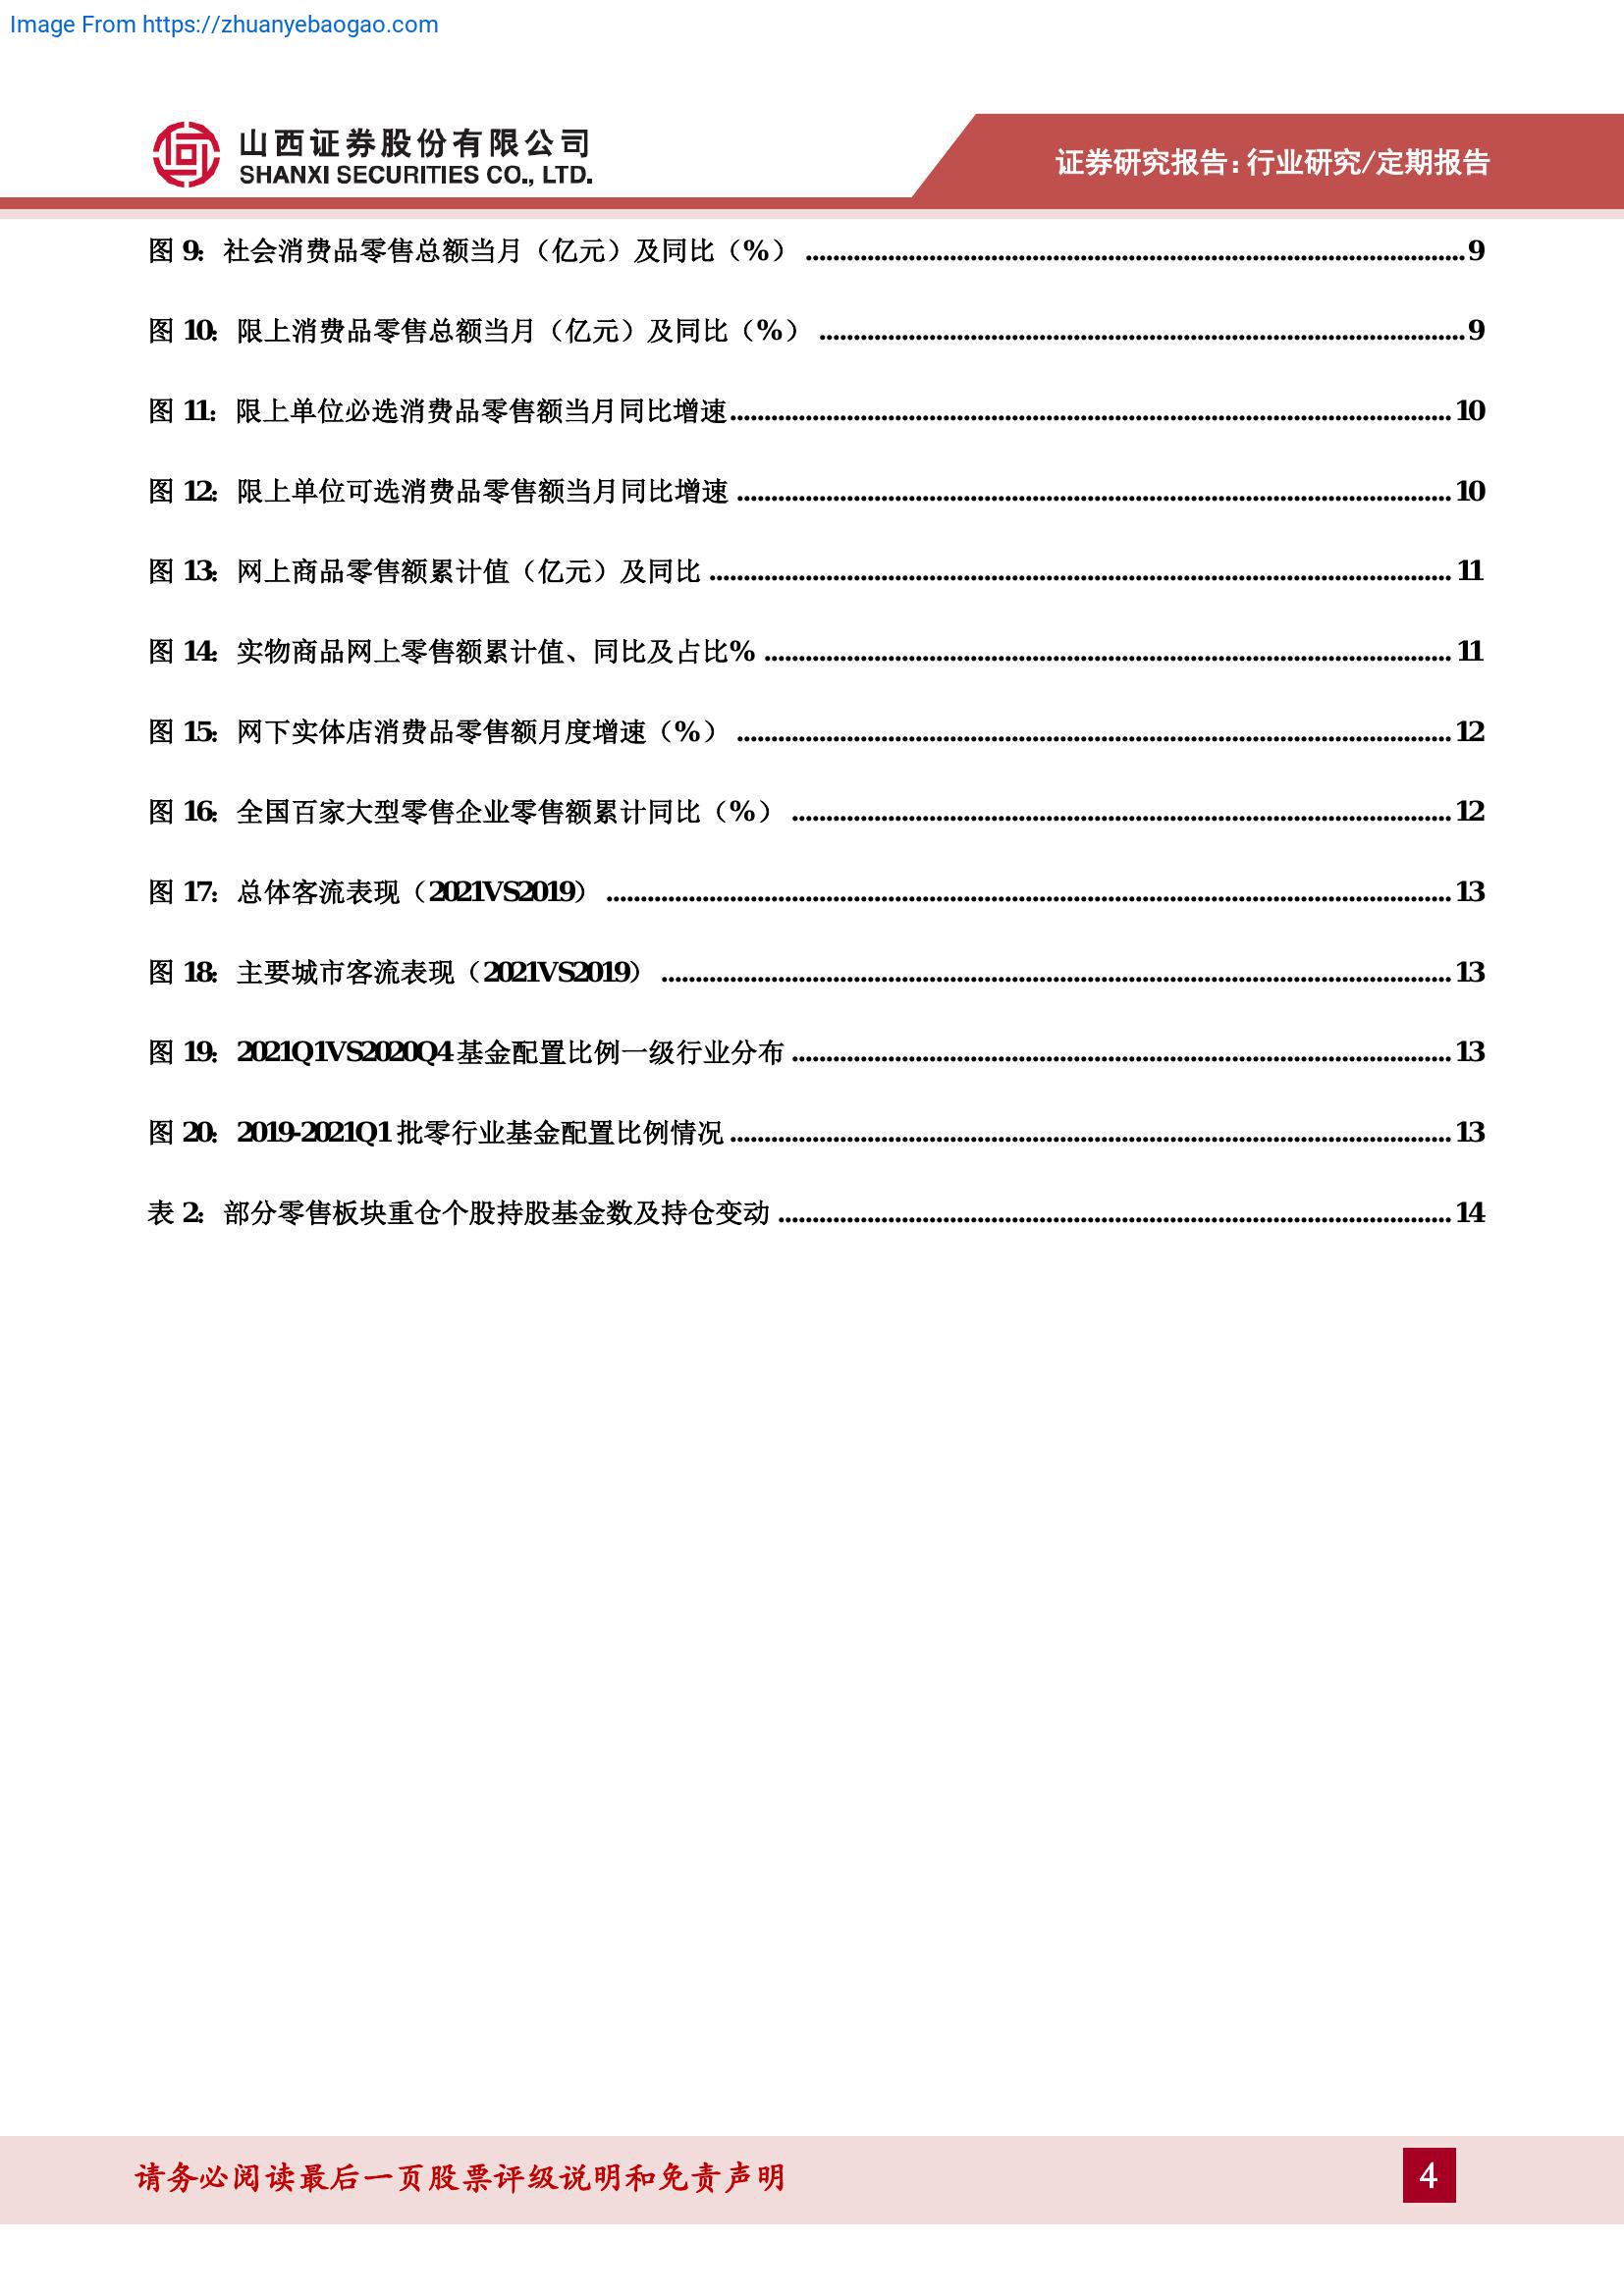 Image From https://zhuanyebaogao.com
山西证券股份有限公司
SHANXI SECURITIES CO., LTD.
证券研究报告：行业研究/定期报告
图 9：社会消费品零售总额当月（亿元）及同比（%）........................................9
图 10：限上消费品零售总额当月（亿元）及同比（%）........................................9
图 11：限上单位必选消费品零售额当月同比增速........................................10
图 12：限上单位可选消费品零售额当月同比增速........................................10
图 13：网上商品零售额累计值（亿元）及同比........................................11
图 14：实物商品网上零售额累计值、同比及占比%........................................11
图 15：网下实体店消费品零售额月度增速（%）........................................12
图 16：全国百家大型零售企业零售额累计同比（%）........................................12
图 17：总体客流表现（2021VS2019）........................................13
图 18：主要城市客流表现（2021VS2019）........................................13
图 19：2021Q1VS2020Q4 基金配置比例一级行业分布........................................13
图 20：2019-2021Q1 批零行业基金配置比例情况........................................13
表 2：部分零售板块重仓个股持股基金数及持仓变动........................................14
请务必阅读最后一页股票评级说明和免责声明
4